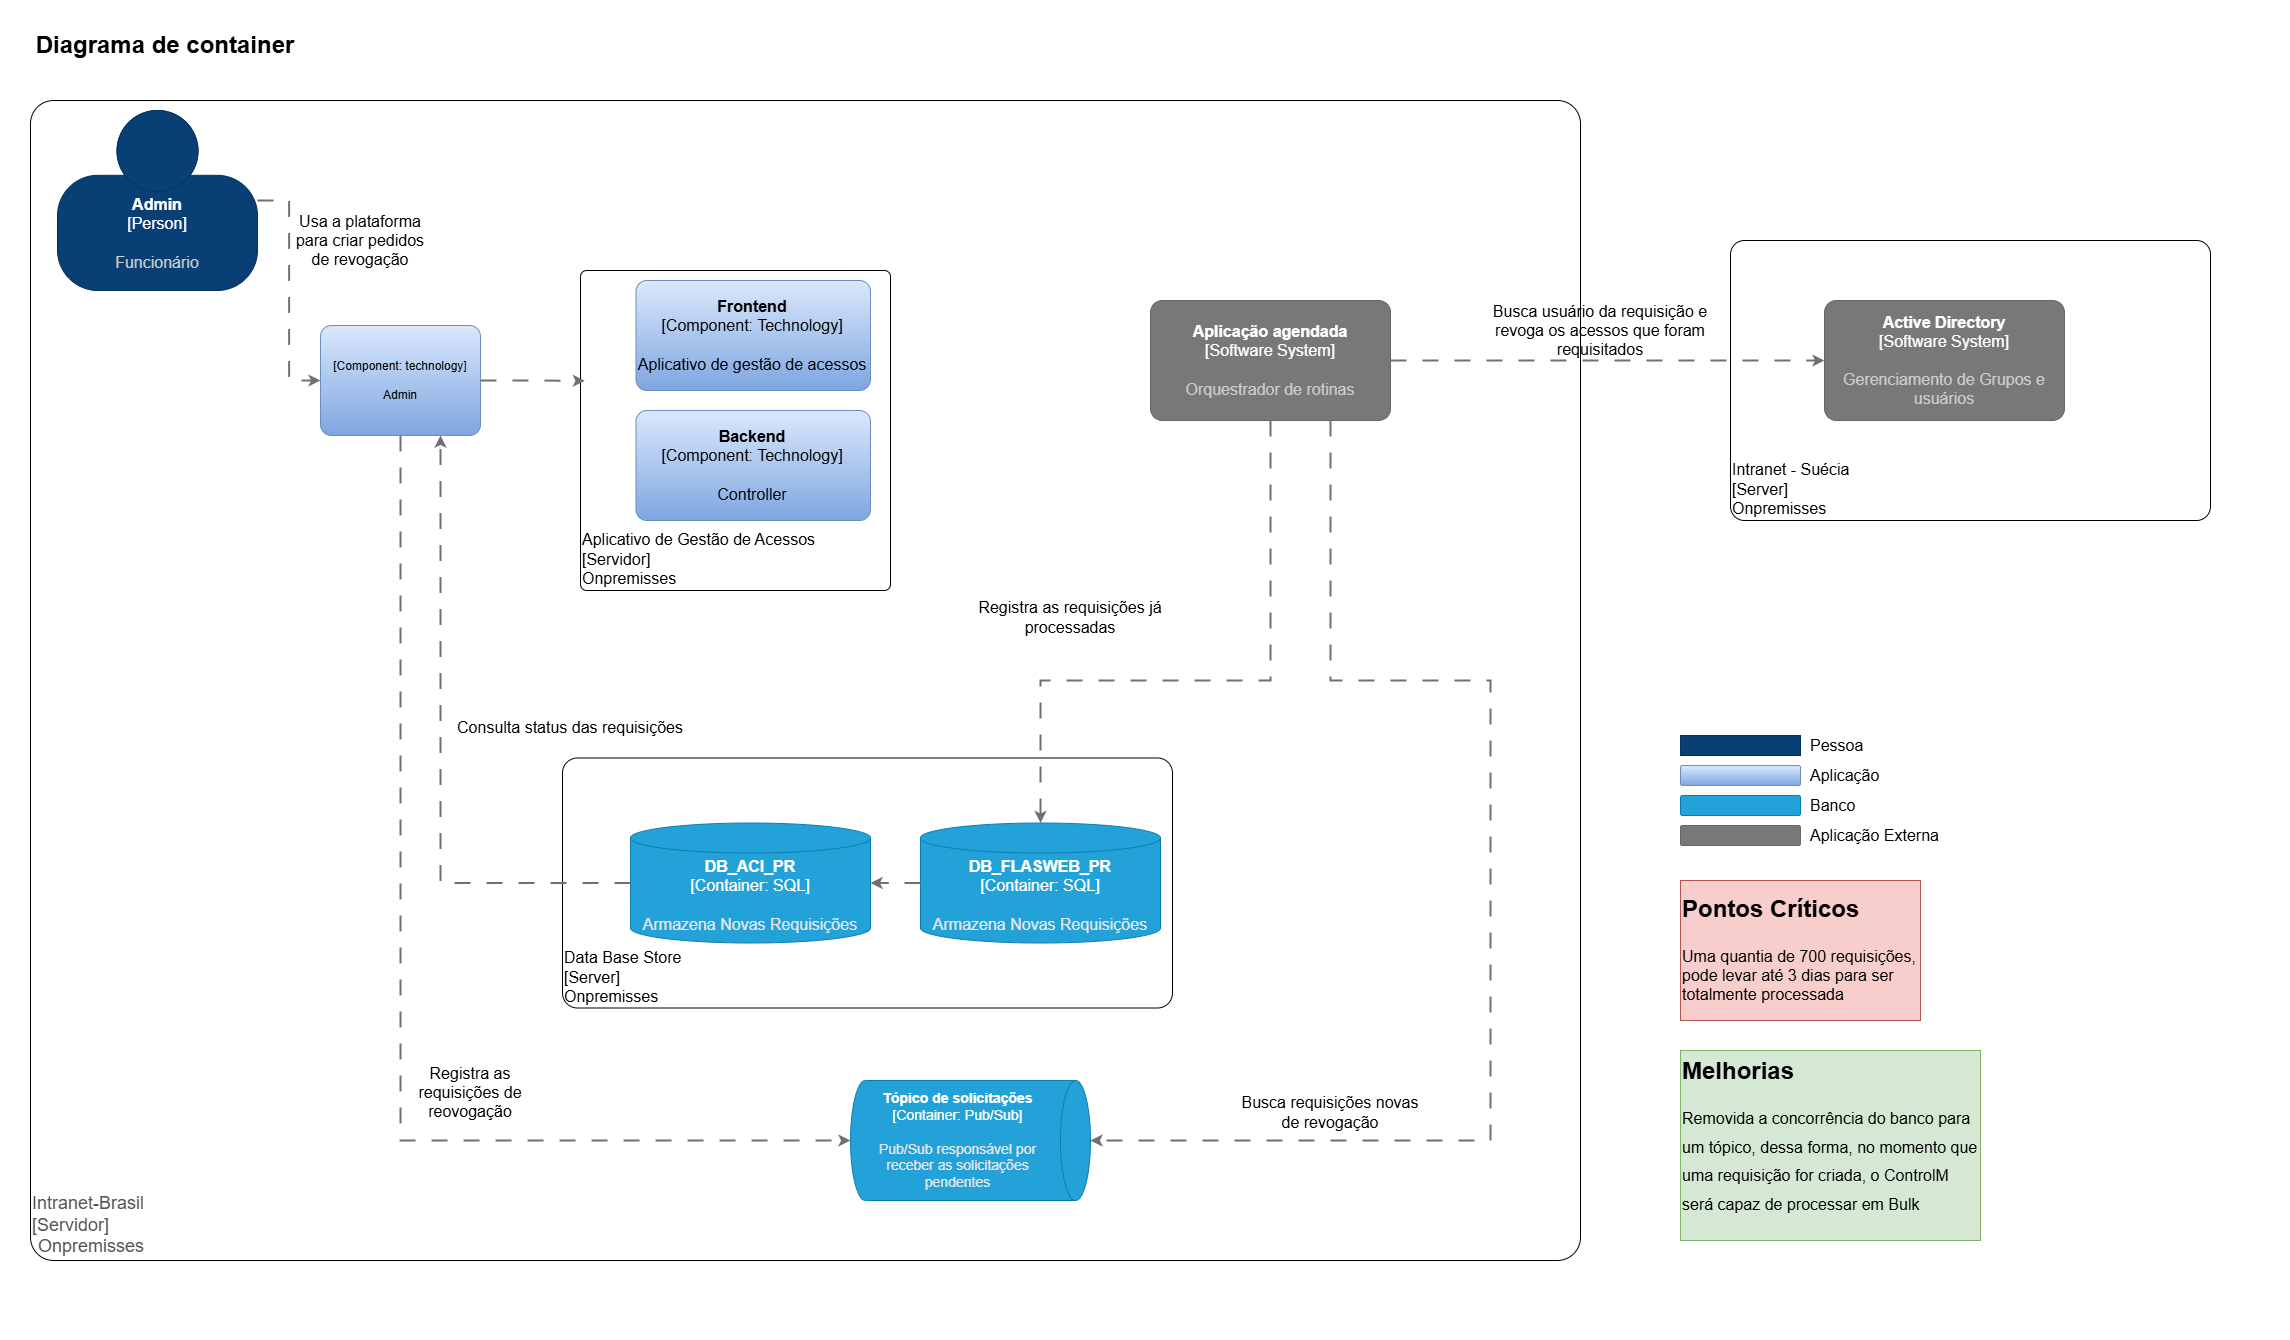 Diagrama de container
Admin
[Person]
Funcionário
Usa a plataforma
para criar pedidos
de revogação
[Component: technology]
Admin
Frontend
[Component: Technology]
Aplicativo de gestão de acessos
Backend
[Component: Technology]
Controller
Aplicativo de Gestão de Acessos
[Servidor]
Onpremisses
Aplicação agendada
[Software System]
Orquestrador de rotinas
Busca usuário da requisição e
revoga os acessos que foram
requisitados
Active Directory
[Software System]
Gerenciamento de Grupos e
usuários
Intranet - Suécia
[Server]
Onpremisses
Registra as requisições já
processadas
Consulta status das requisições
DB_ACI_PR
[Container: SQL]
Armazena Novas Requisições
DB_FLASWEB_PR
[Container: SQL]
Armazena Novas Requisições
Data Base Store
[Server]
Onpremisses
Registra as
requisições de
reovogação
Tópico de solicitações
[Container: Pub/Sub]
Pub/Sub responsável por
receber as solicitações
pendentes
Busca requisições novas
de revogação
Intranet-Brasil
[Servidor]
Onpremisses
Pessoa
Aplicação
Banco
Aplicação Externa
Pontos Críticos
Uma quantia de 700 requisições,
pode levar até 3 dias para ser
totalmente processada
Melhorias
Removida a concorrência do banco para
um tópico, dessa forma, no momento que
uma requisição for criada, o ControlM
será capaz de processar em Bulk